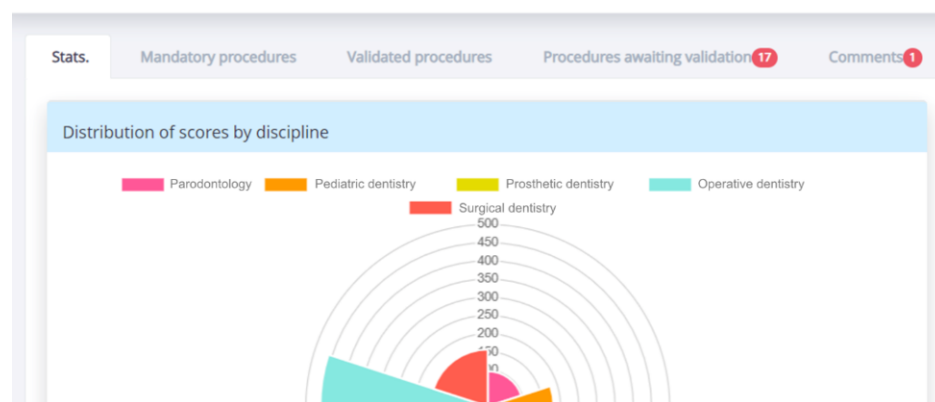 Stats. Mandatory procedures Validated procedures Procedures awaiting validation 17 Comments 1
Distribution of scores by discipline
Parodontology Pediatric dentistry Prosthetic dentistry Operative dentistry
Surgical dentistry
500
450
400
350
300
250
200